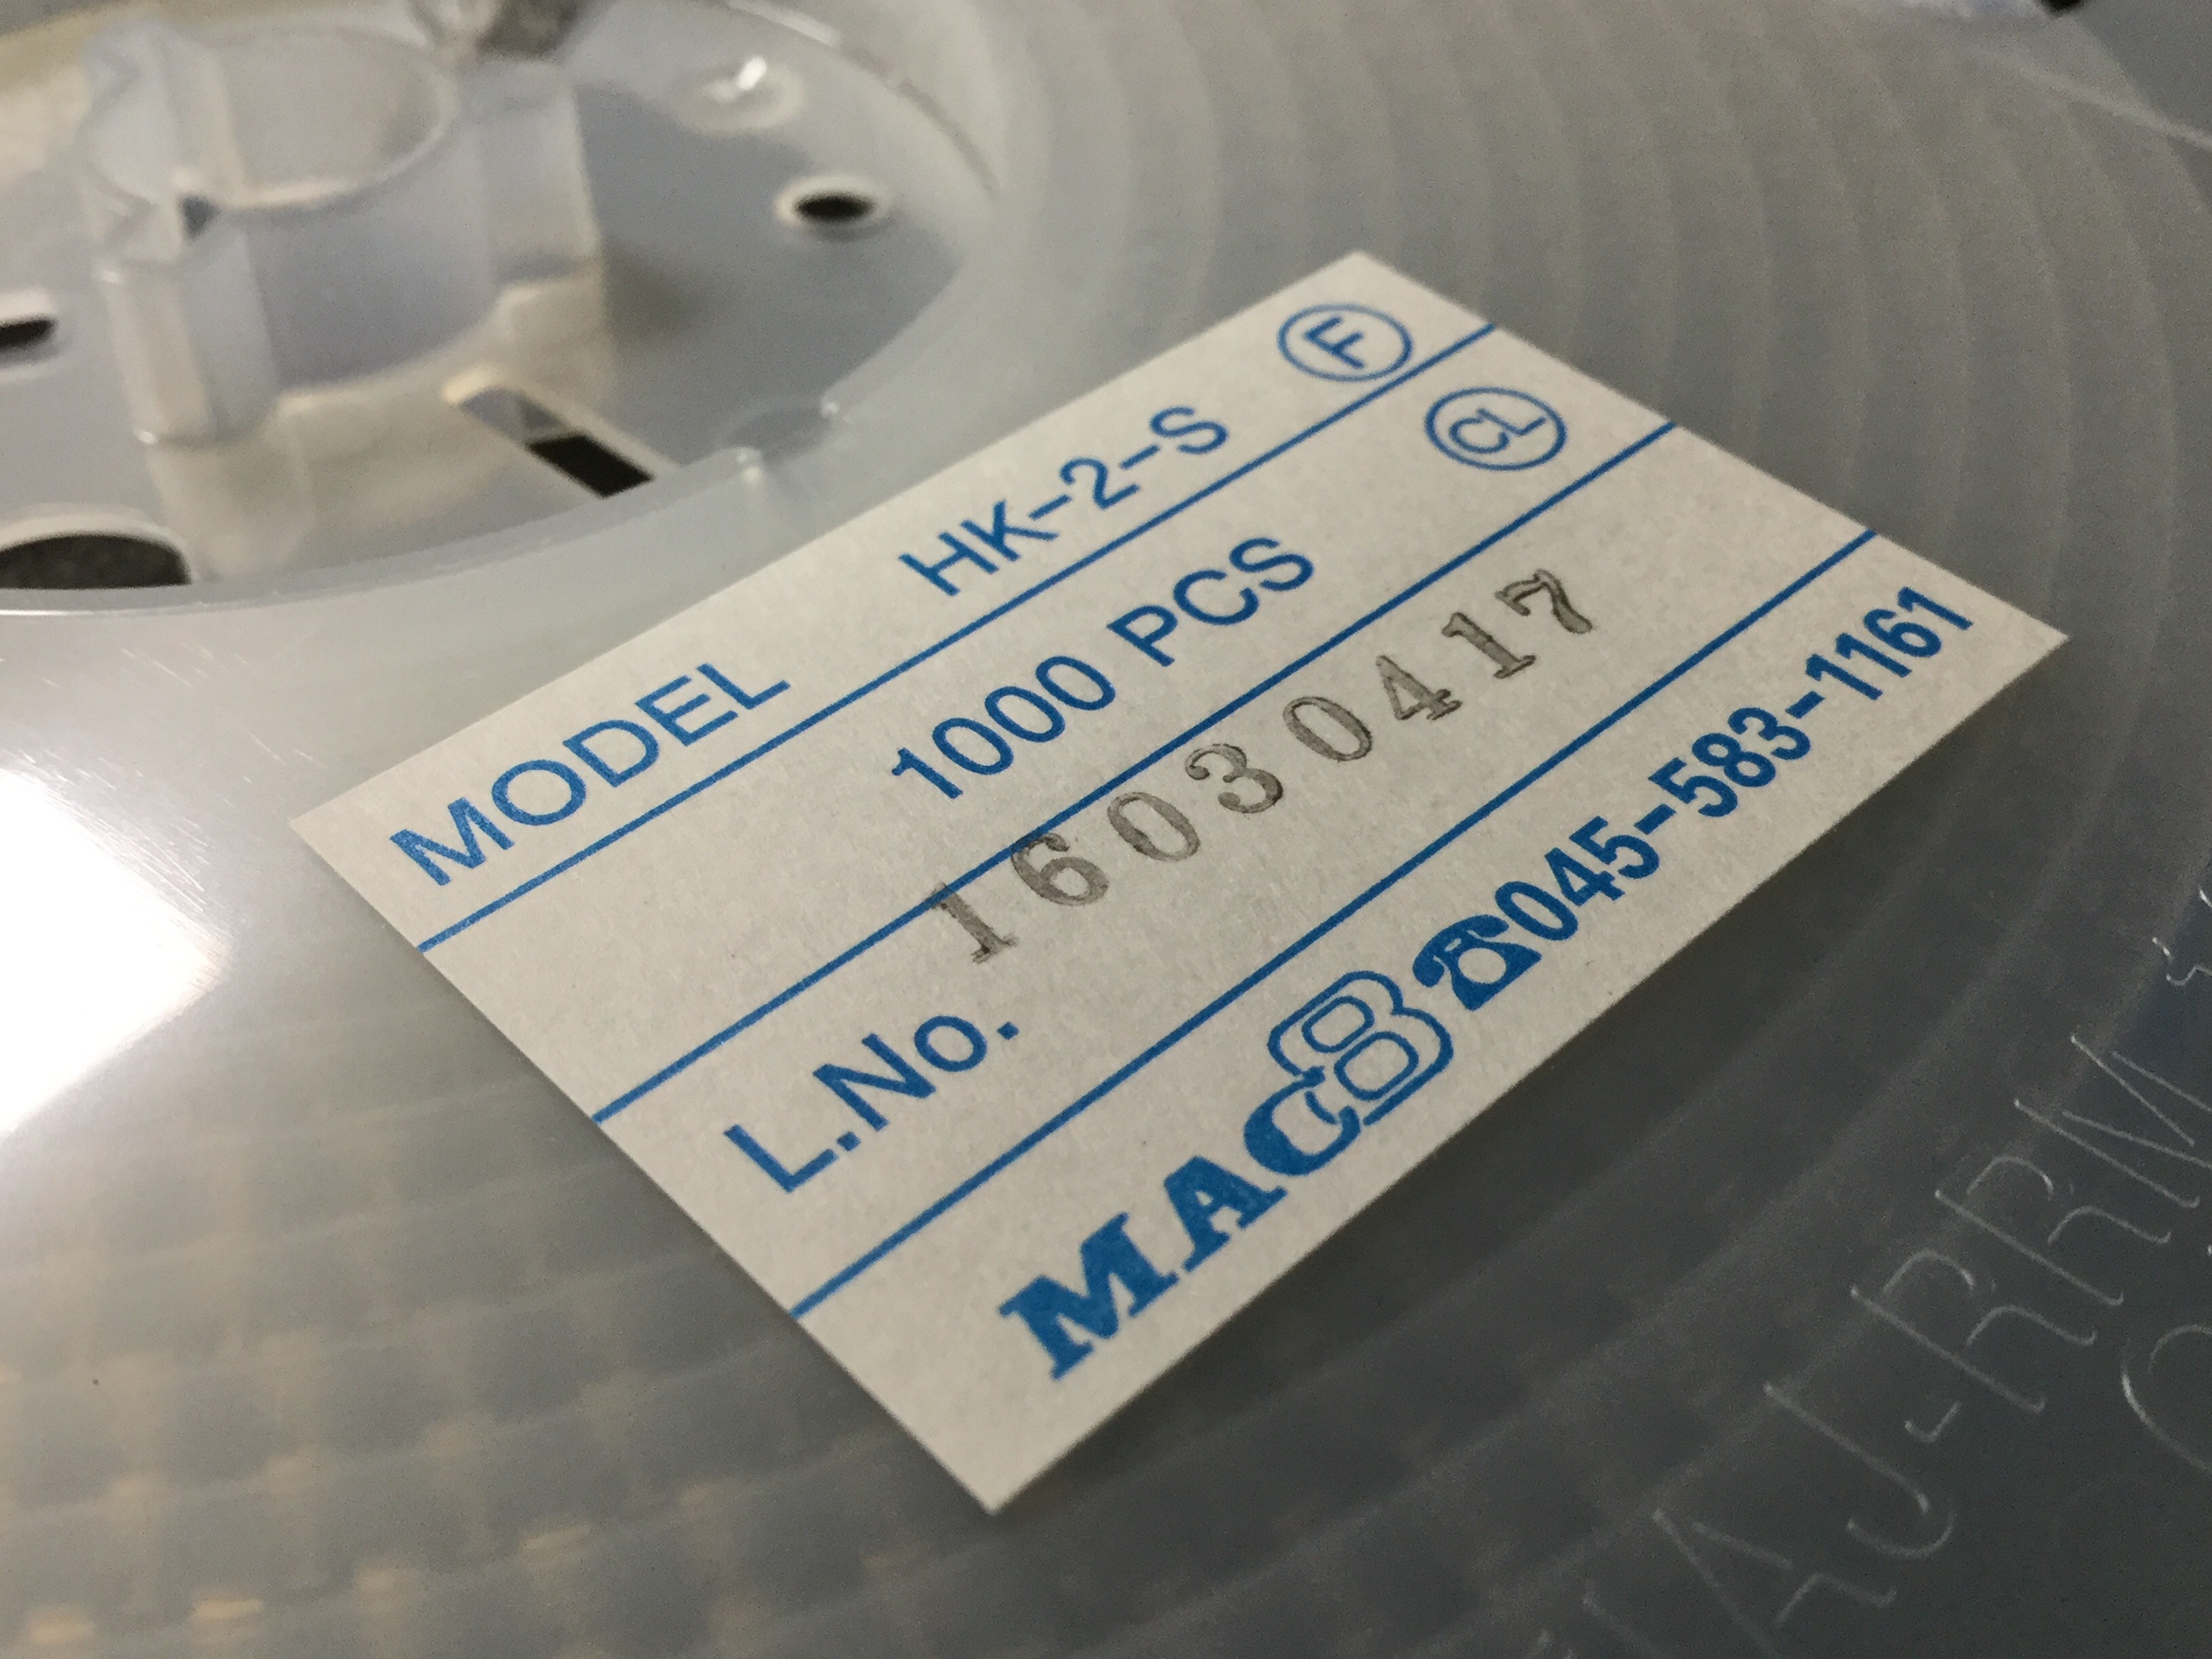 MODEL HK-2-S F
1000 PCS CL
L.No. 16030417
MAC8 ☎045-583-1161